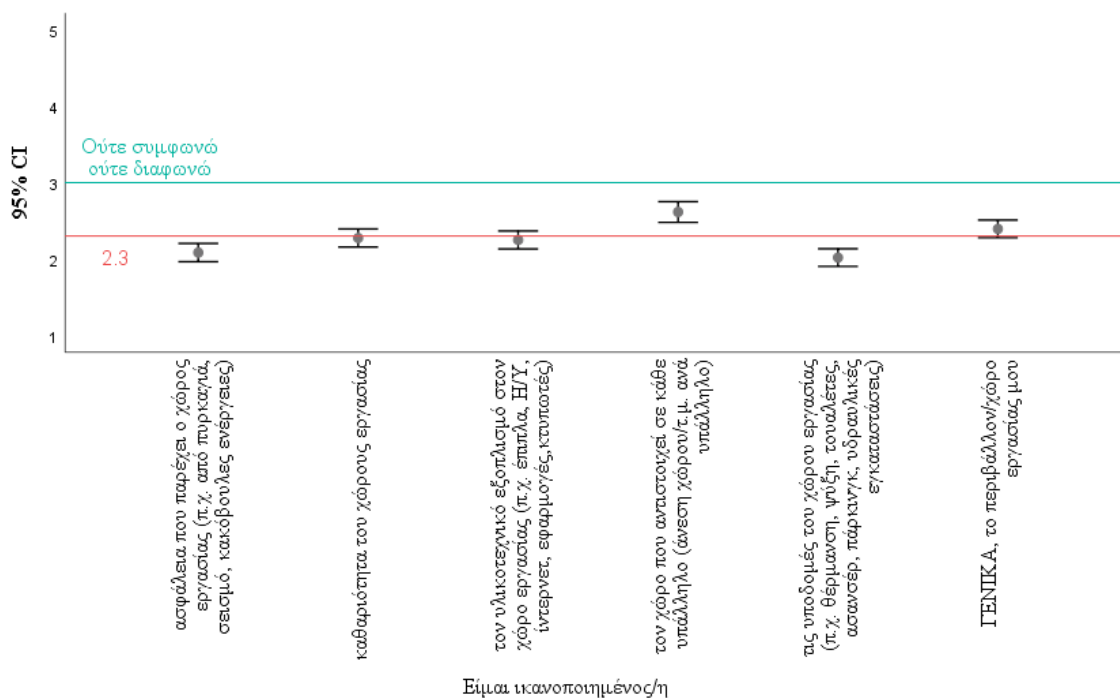 5
4
3
2
1
95% CI
Ούτε συμφωνώ
ούτε διαφωνώ
2.3
ασφάλεια που παρέχει ο χώρος
εργασίας (π.χ. από πυρκαγιά,
σεισμό, κακόβουλες ενέργειες)
καθαριότητα του χώρους εργασίας
τον υλικοτεχνικό εξοπλισμό στον
χώρο εργασίας (π.χ. έπιπλα, Η/Υ,
ίντερνετ, εφαρμογές κτυπωτές)
τον χώρο που αντιστοιχεί σε κάθε
υπάλληλο (άνεση χώρου/τ.μ. ανά
υπάλληλο)
τις υποδομές του χώρου εργασίας
(π.χ. θέρμανση, ψύξη, τουαλέτες,
ασανσέρ, πάρκινγκ, υδραυλικές
εγκαταστάσεις)
ΓΕΝΙΚΑ, το περιβάλλον/χώρο
εργασίας μου
Είμαι ικανοποιημένος/η